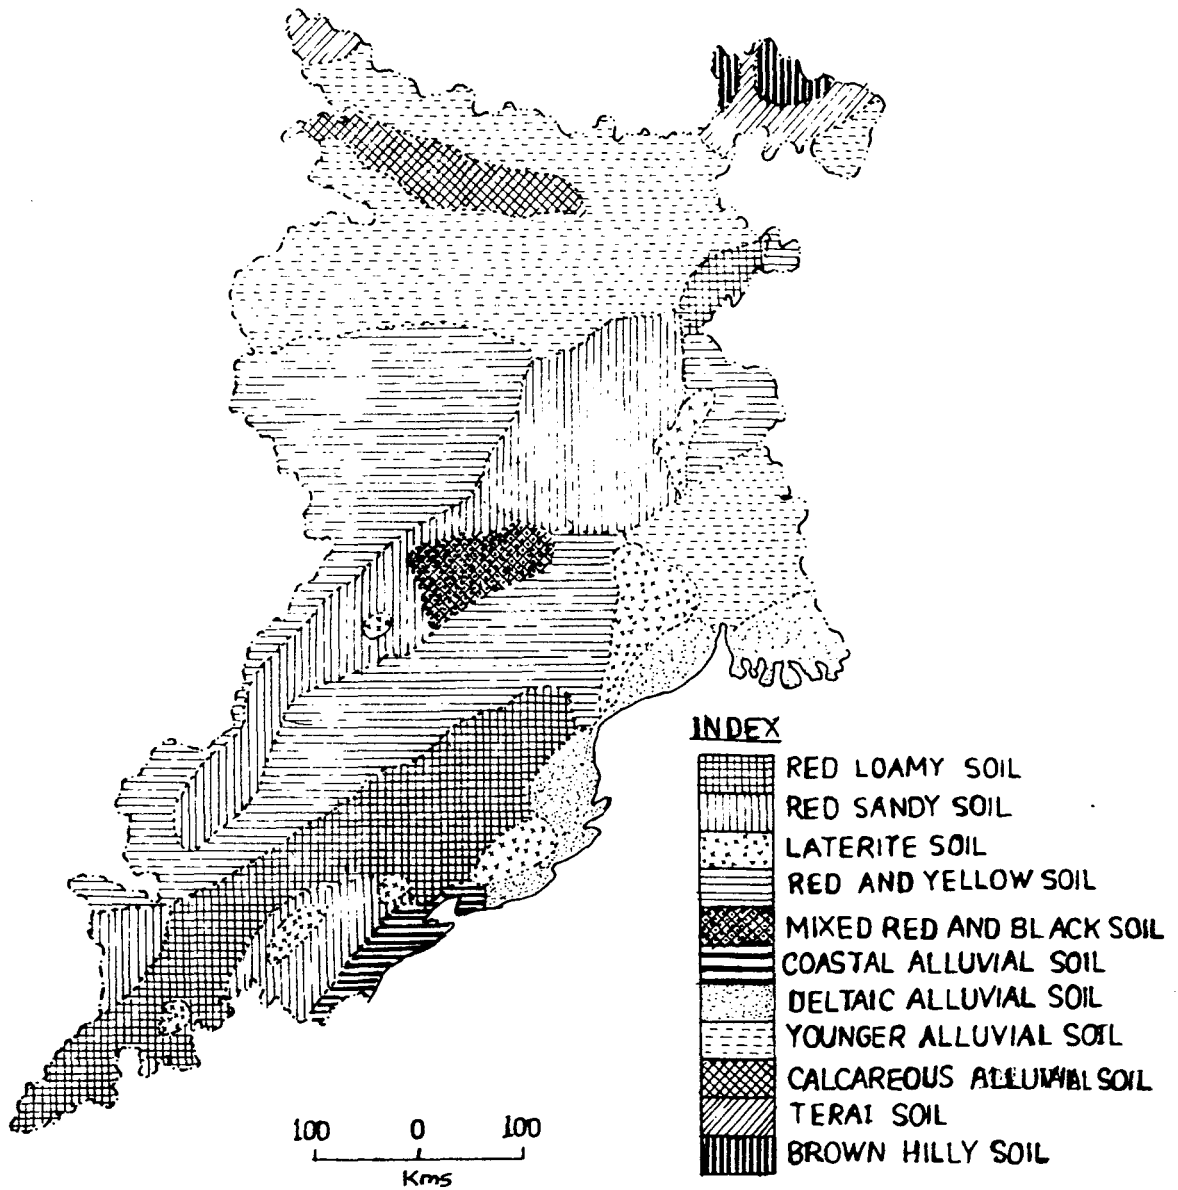 INDEX
RED LOAMY SOIL
RED SANDY SOIL
LATERITE SOIL
RED AND YELLOW SOIL
MIXED RED AND BLACK SOIL
COASTAL ALLUVIAL SOIL
DELTAIC ALLUVIAL SOIL
YOUNGER ALLUVIAL SOIL
CALCAREOUS ALLUVIAL SOIL
TERAI SOIL
BROWN HILLY SOIL
100 0 100
Kms